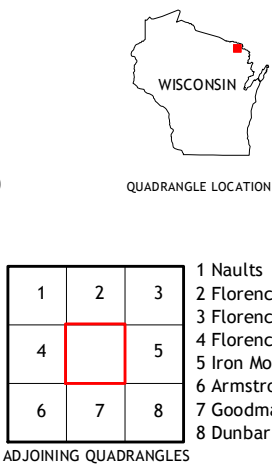 WISCONSIN
QUADRANGLE LOCATION
1 2 3
4 5
6 7 8
1 Naults
2 Florenc
3 Florenc
4 Florenc
5 Iron Mo
6 Armstro
7 Goodma
8 Dunbar
ADJOINING QUADRANGLES